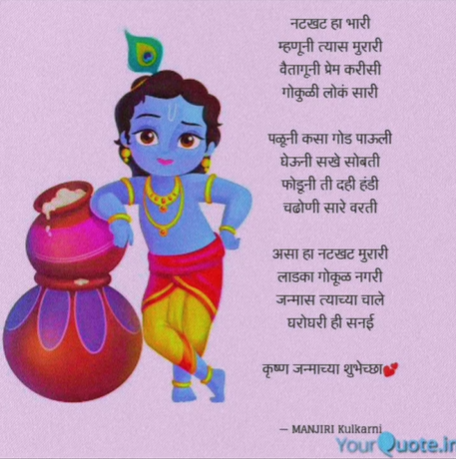 नटखट हा भारी
म्हणूनी त्यास मुरारी
वैतागूनी प्रेम करीसी
गोकुळी लोकं सारी
पळूनी कसा गोड पाऊली
घेऊनी सखे सोबती
फोडूनी ती दही हंडी
चढोणी सारे वरती
असा हा नटखट मुरारी
लाडका गोकूळ नगरी
जन्मास त्याच्या चाले
घरोघरी ही सनई
कृष्ण जन्माच्या शुभेच्छा💕
— MANJIRI Kulkarni
YourQuote.in